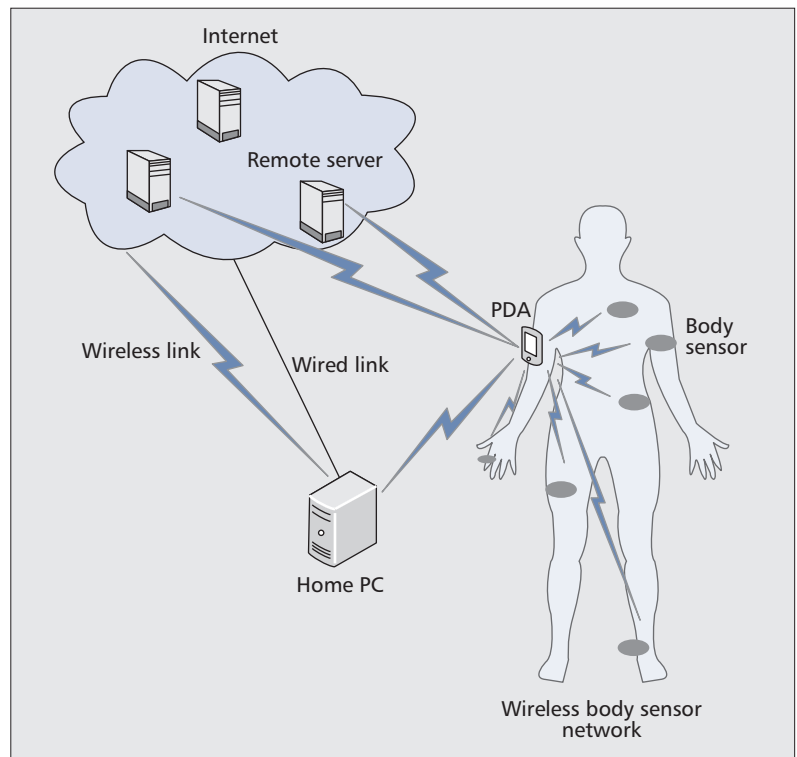 Internet
Remote server
PDA
Body
sensor
Wireless link
Wired link
Home PC
Wireless body sensor
network